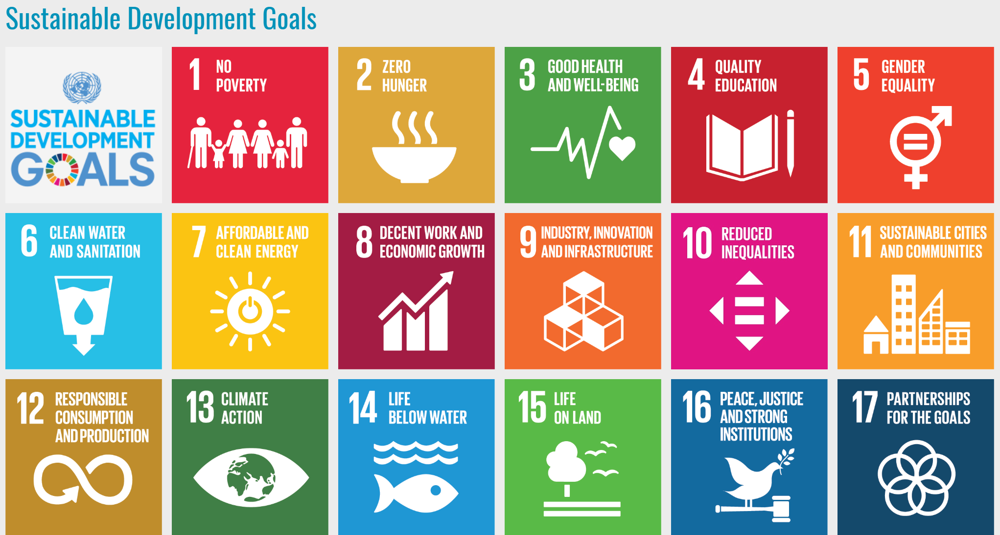 Sustainable Development Goals
SUSTAINABLE
DEVELOPMENT
GOALS
1 NO
POVERTY
2 ZERO
HUNGER
3 GOOD HEALTH
AND WELL-BEING
4 QUALITY
EDUCATION
5 GENDER
EQUALITY
6 CLEAN WATER
AND SANITATION
7 AFFORDABLE AND
CLEAN ENERGY
8 DECENT WORK AND
ECONOMIC GROWTH
9 INDUSTRY, INNOVATION
AND INFRASTRUCTURE
10 REDUCED
INEQUALITIES
11 SUSTAINABLE CITIES
AND COMMUNITIES
12 RESPONSIBLE
CONSUMPTION
AND PRODUCTION
13 CLIMATE
ACTION
14 LIFE
BELOW WATER
15 LIFE
ON LAND
16 PEACE, JUSTICE
AND STRONG
INSTITUTIONS
17 PARTNERSHIPS
FOR THE GOALS